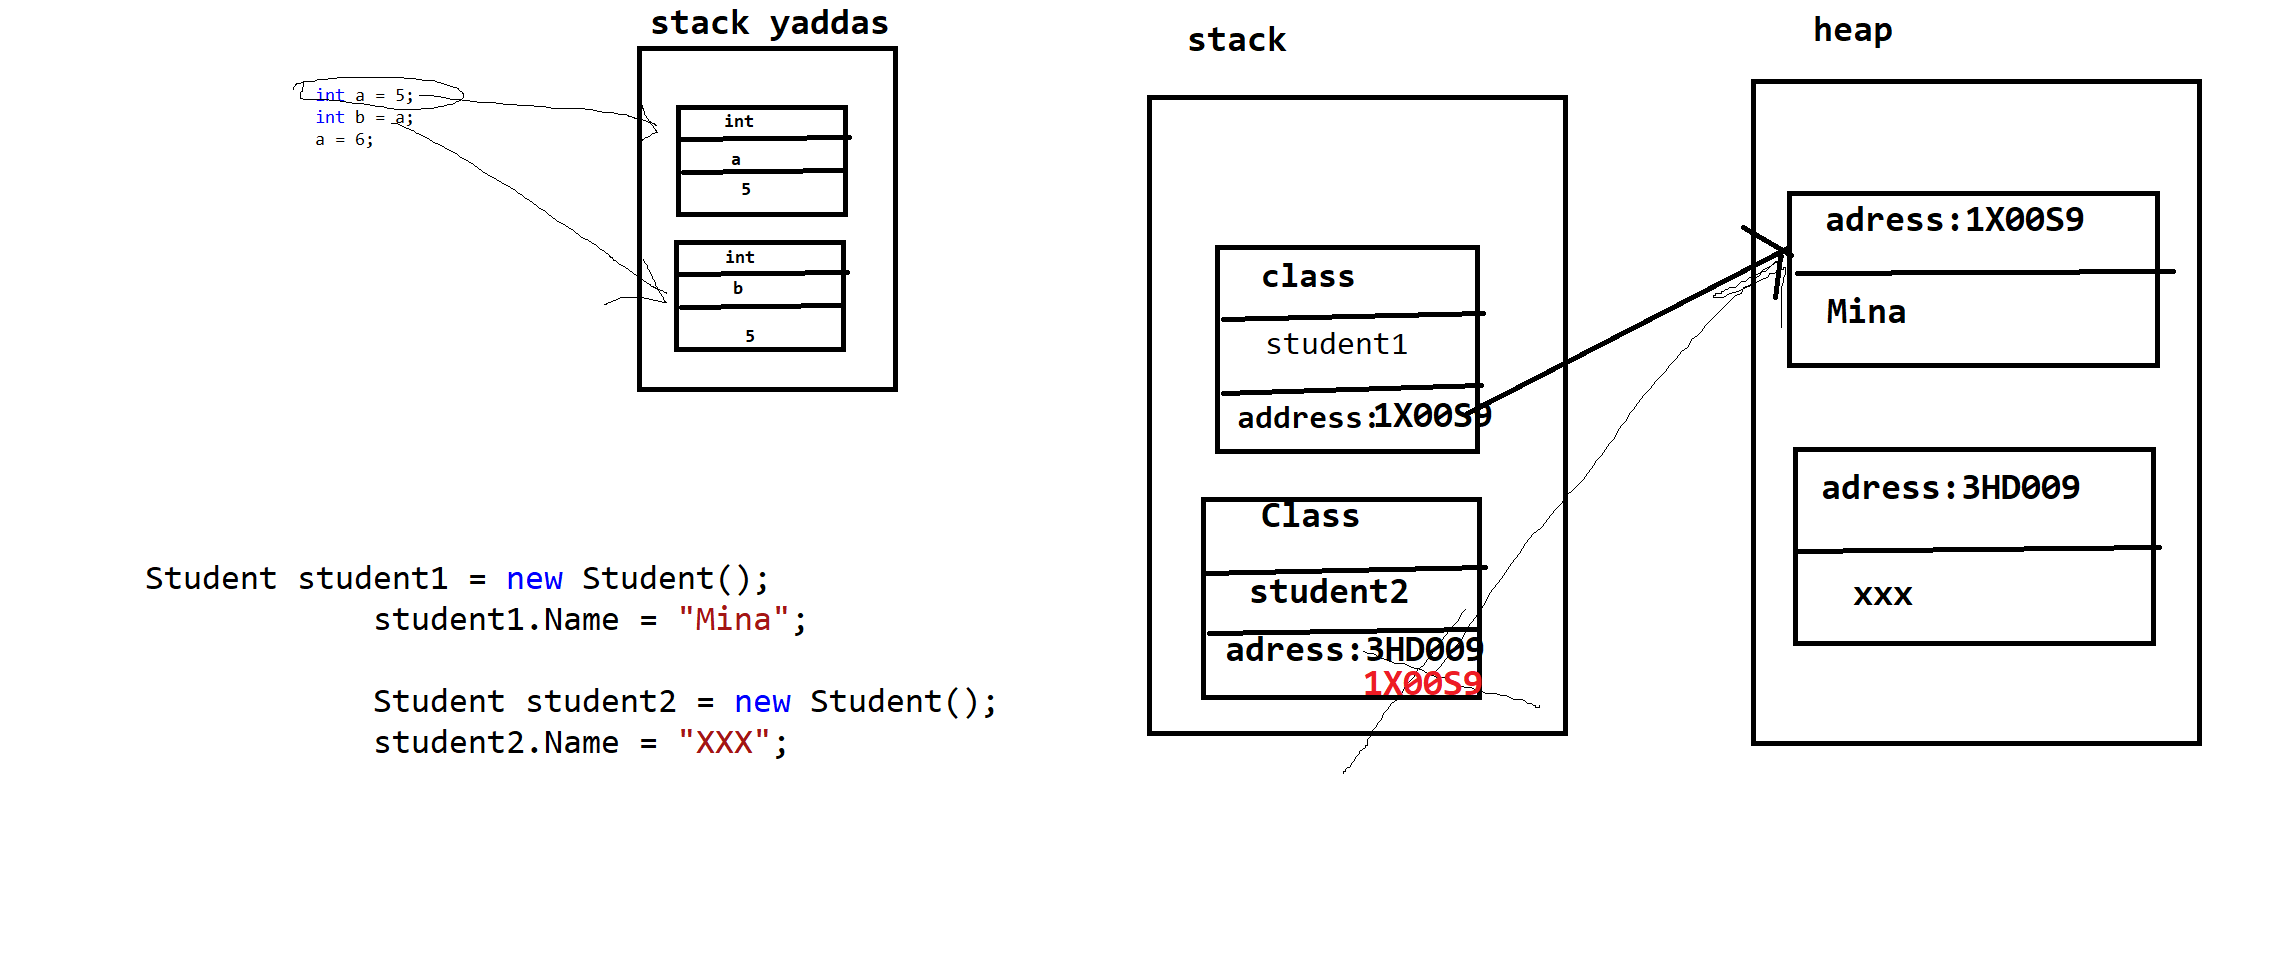 stack yaddas
int a = 5;
int b = a;
a = 6;
int
a
5
int
b
5
Student student1 = new Student();
student1.Name = "Mina";
Student student2 = new Student();
student2.Name = "XXX";
stack
class
student1
address:1X00S9
Class
student2
adress:3HD009
1X00S9
heap
adress:1X00S9
Mina
adress:3HD009
xxx